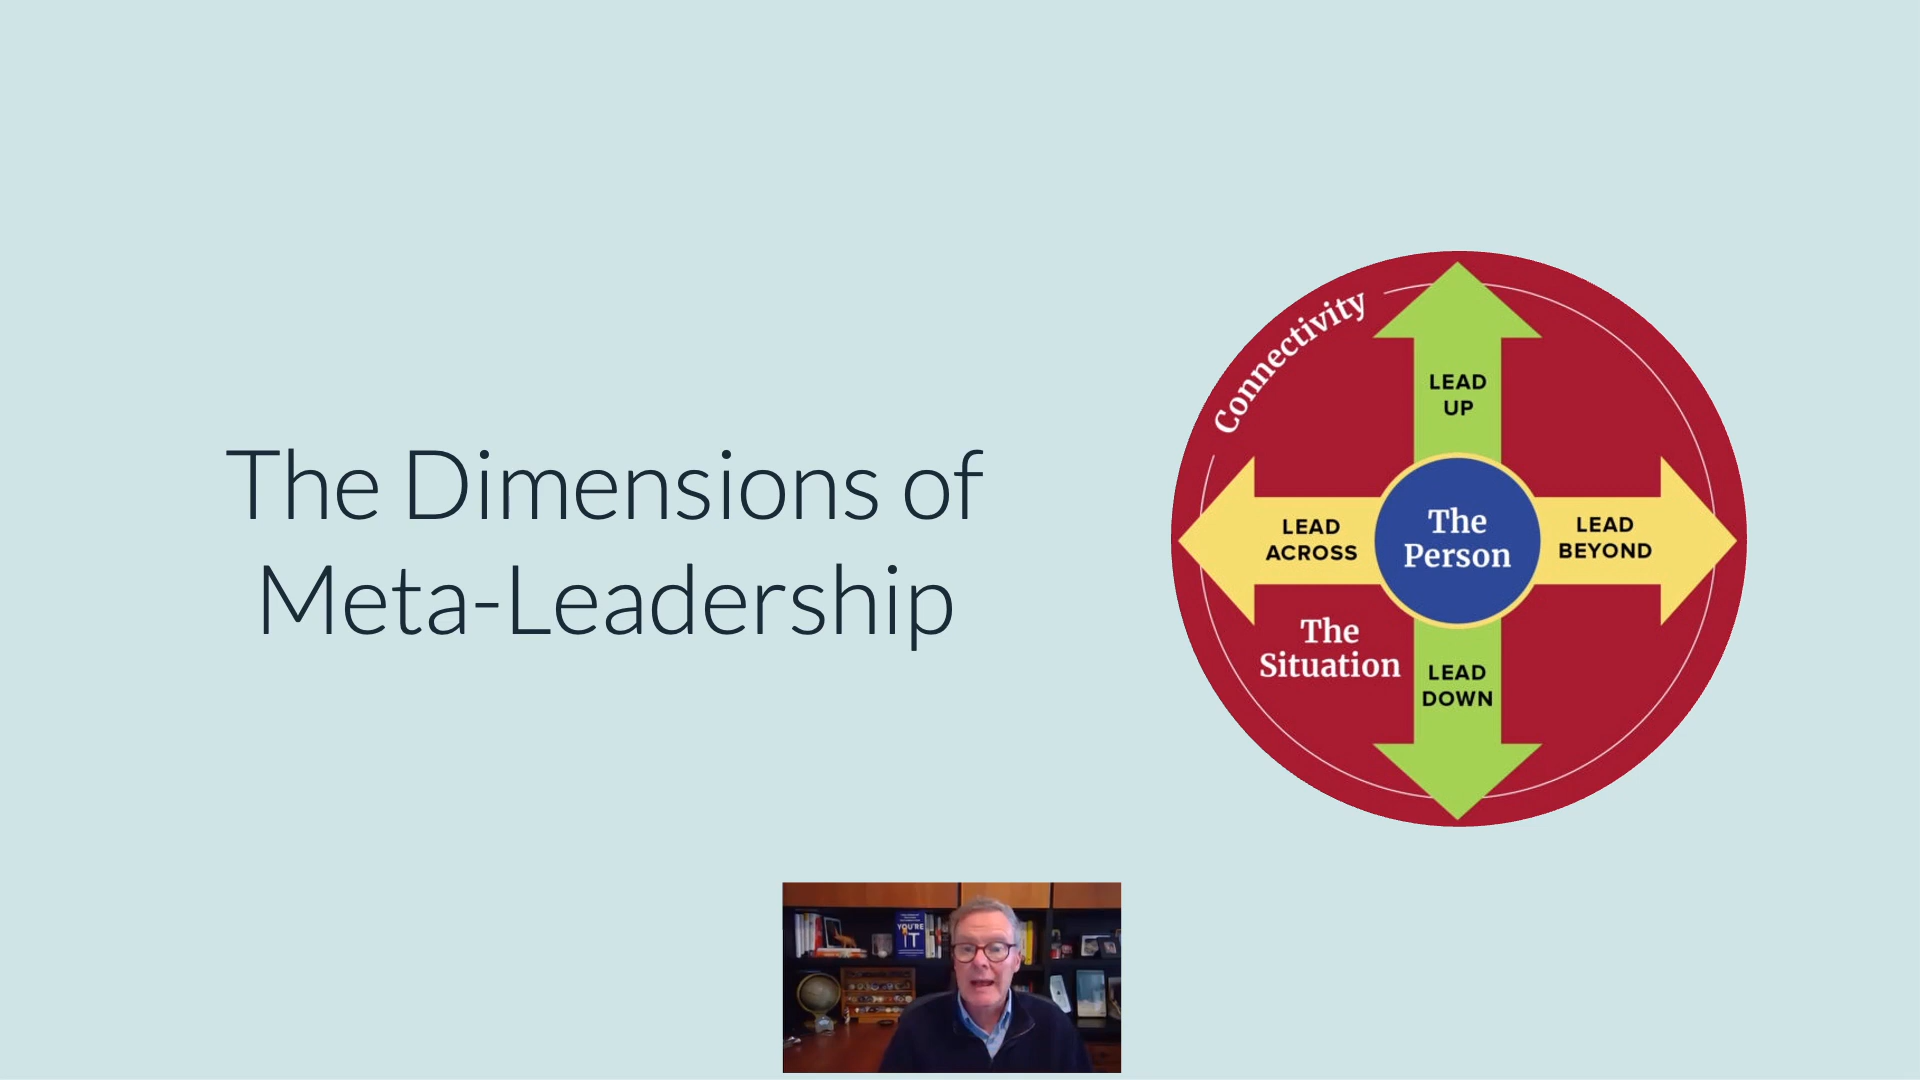 The Dimensions of
Meta-Leadership
Connectivity
LEAD
UP
LEAD
ACROSS
The
Person
LEAD
BEYOND
The
Situation
LEAD
DOWN
YOU'RE
IT